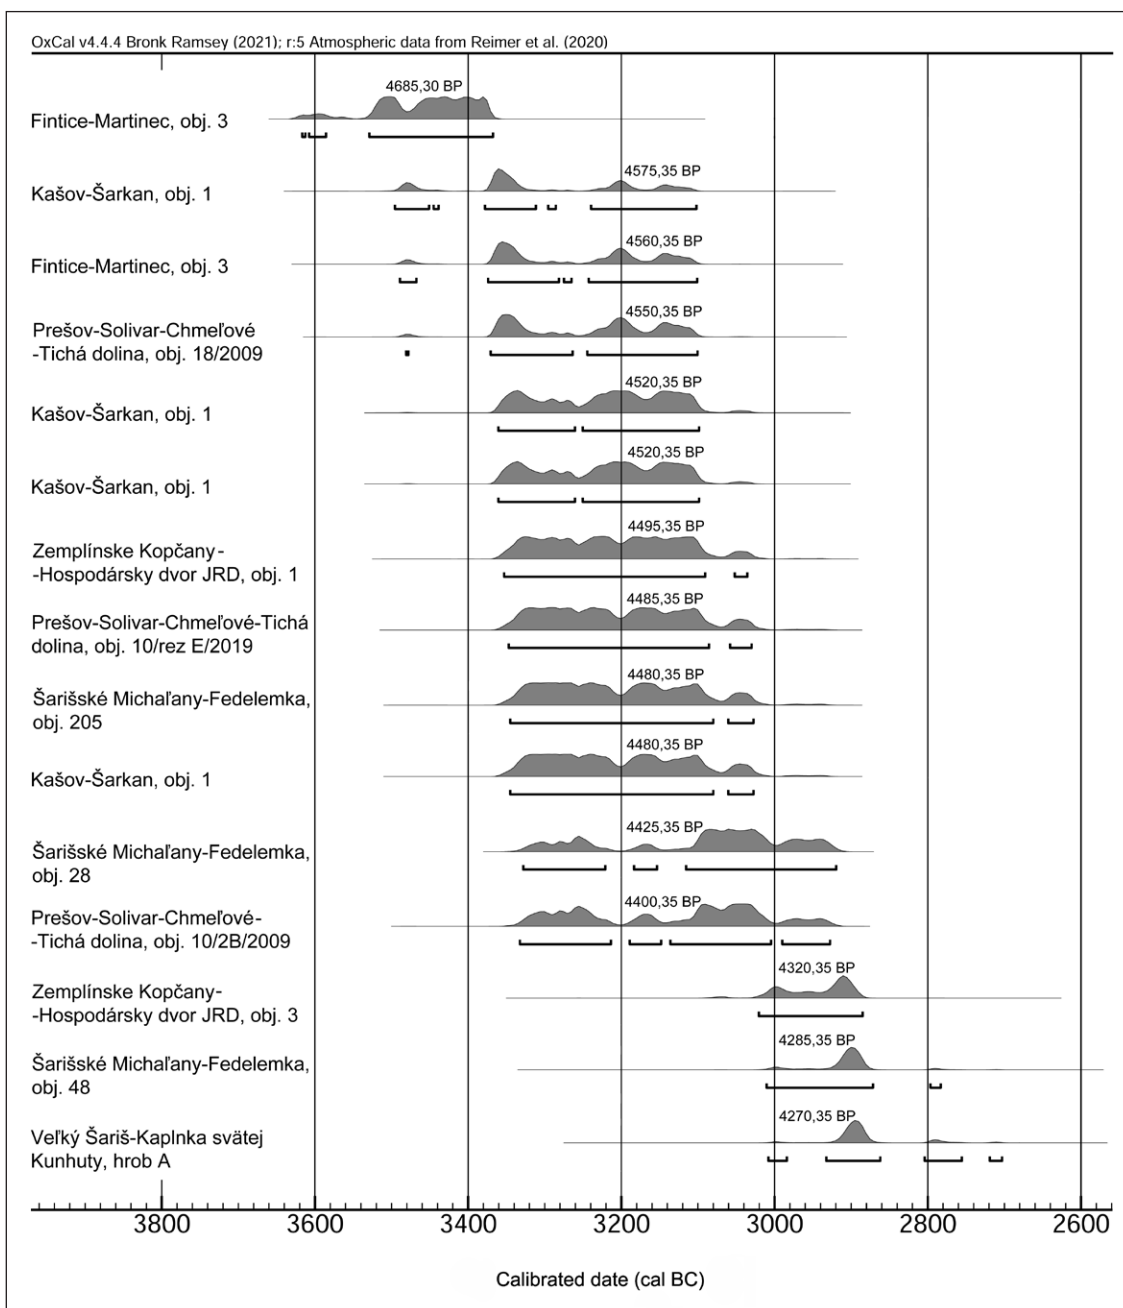 OxCal v4.4.4 Bronk Ramsey (2021); r:5 Atmospheric data from Reimer et al. (2020)
4685,30 BP
Fintice-Martinec, obj. 3
4575,35 BP
Kašov-Šarkan, obj. 1
4560,35 BP
Fintice-Martinec, obj. 3
4550,35 BP
Prešov-Solivar-Chmeľové
-Tichá dolina, obj. 18/2009
4520,35 BP
Kašov-Šarkan, obj. 1
4520,35 BP
Kašov-Šarkan, obj. 1
4495,35 BP
Zemplínske Kopčany-
-Hospodársky dvor JRD, obj. 1
4485,35 BP
Prešov-Solivar-Chmeľové-Tichá
dolina, obj. 10/rez E/2019
4480,35 BP
Šarišské Michaľany-Fedelemka,
obj. 205
4480,35 BP
Kašov-Šarkan, obj. 1
4425,35 BP
Šarišské Michaľany-Fedelemka,
obj. 28
4400,35 BP
Prešov-Solivar-Chmeľové-
-Tichá dolina, obj. 10/2B/2009
4320,35 BP
Zemplínske Kopčany-
-Hospodársky dvor JRD, obj. 3
4285,35 BP
Šarišské Michaľany-Fedelemka,
obj. 48
4270,35 BP
Veľký Šariš-Kaplnka svätej
Kunhuty, hrob A
3800 3600 3400 3200 3000 2800 2600
Calibrated date (cal BC)